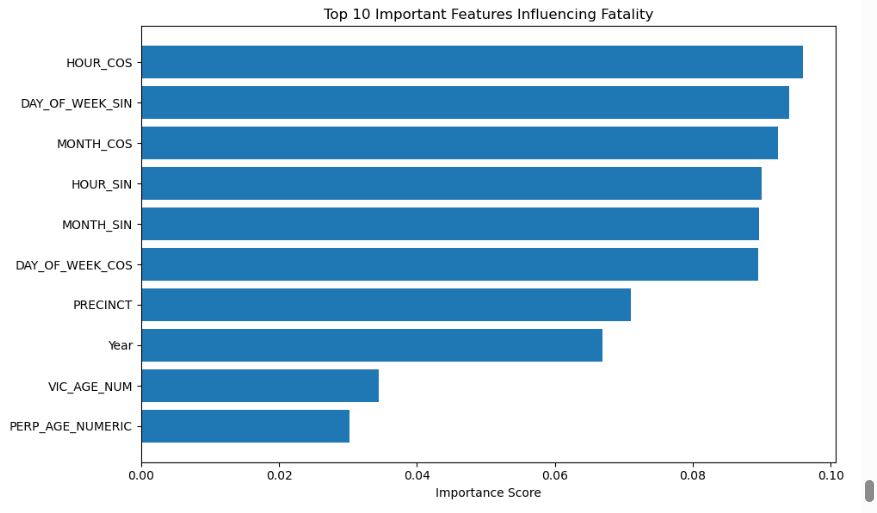 Top 10 Important Features Influencing Fatality
HOUR_COS
DAY_OF_WEEK_SIN
MONTH_COS
HOUR_SIN
MONTH_SIN
DAY_OF_WEEK_COS
PRECINCT
Year
VIC_AGE_NUM
PERP_AGE_NUMERIC
0.00 0.02 0.04 0.06 0.08 0.10
Importance Score